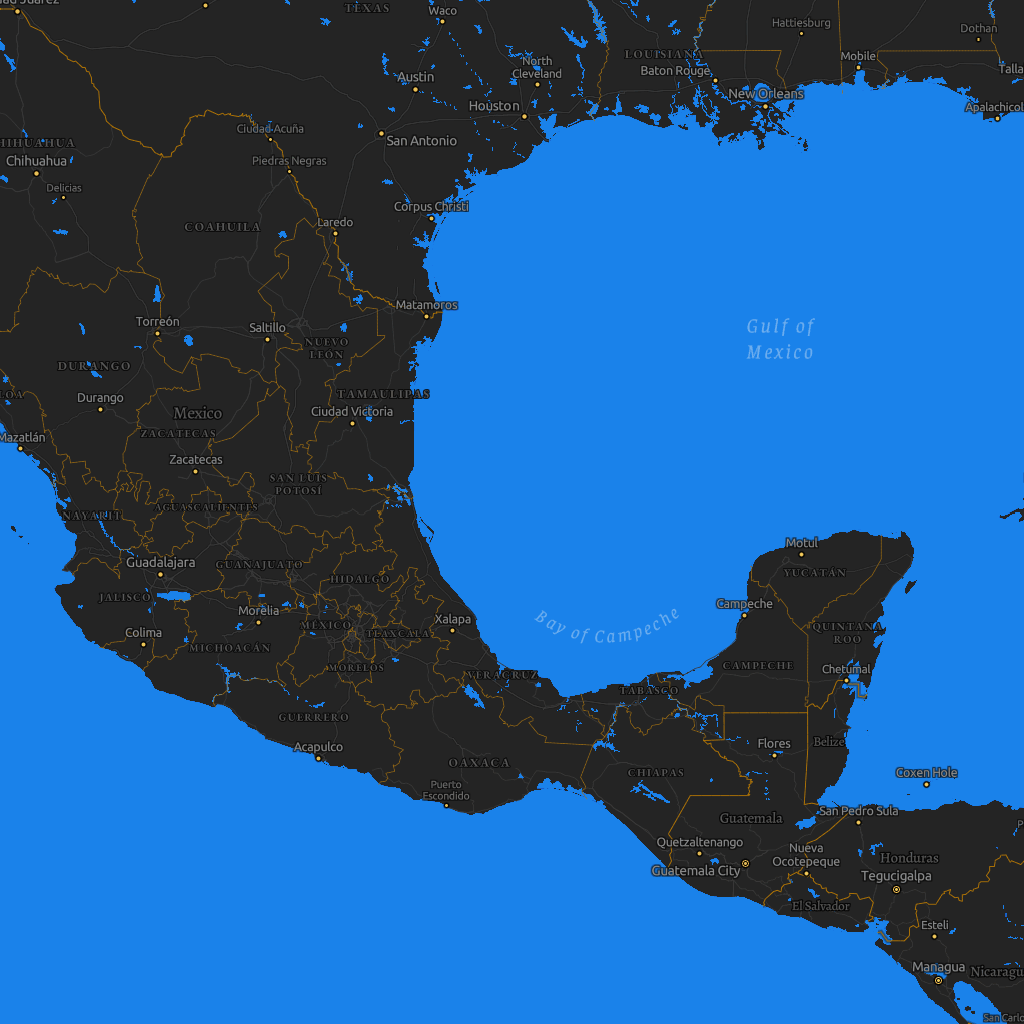 TEXAS
Waco
Hattiesburg
Dothan
LOUISIANA
Mobile
North
Cleveland
Baton Rouge
Austin
New Orleans
Houston
San Antonio
Ciudad Acuña
Piedras Negras
Chihuahua
Delicias
Corpus Christi
Laredo
COAHUILA
Matamoros
Torreón
Saltillo
NUEVO
LEÓN
Gulf of
Mexico
DURANGO
Durango
TAMAULIPAS
Ciudad Victoria
Mexico
ZACATECAS
Mazatlán
Zacatecas
SAN LUIS
POTOSÍ
AGUASCALIENTES
NAYARIT
Motul
YUCATÁN
Guadalajara
GUANAJUATO
HIDALGO
JALISCO
Morelia
Campeche
Bay of Campeche
Xalapa
Colima
MÉXICO
TLAXCALA
QUINTANA
ROO
MICHOACÁN
MORELOS
CAMPECHE
Chetumal
VERACRUZ
TABASCO
GUERRERO
Acapulco
Flores
Belize
OAXACA
CHIAPAS
Coxen Hole
Puerto
Escondido
San Pedro Sula
Guatemala
Quetzaltenango
Nueva
Ocotepeque
Honduras
Guatemala City
Tegucigalpa
El Salvador
Esteli
Managua
Nicaragu
San Carlo